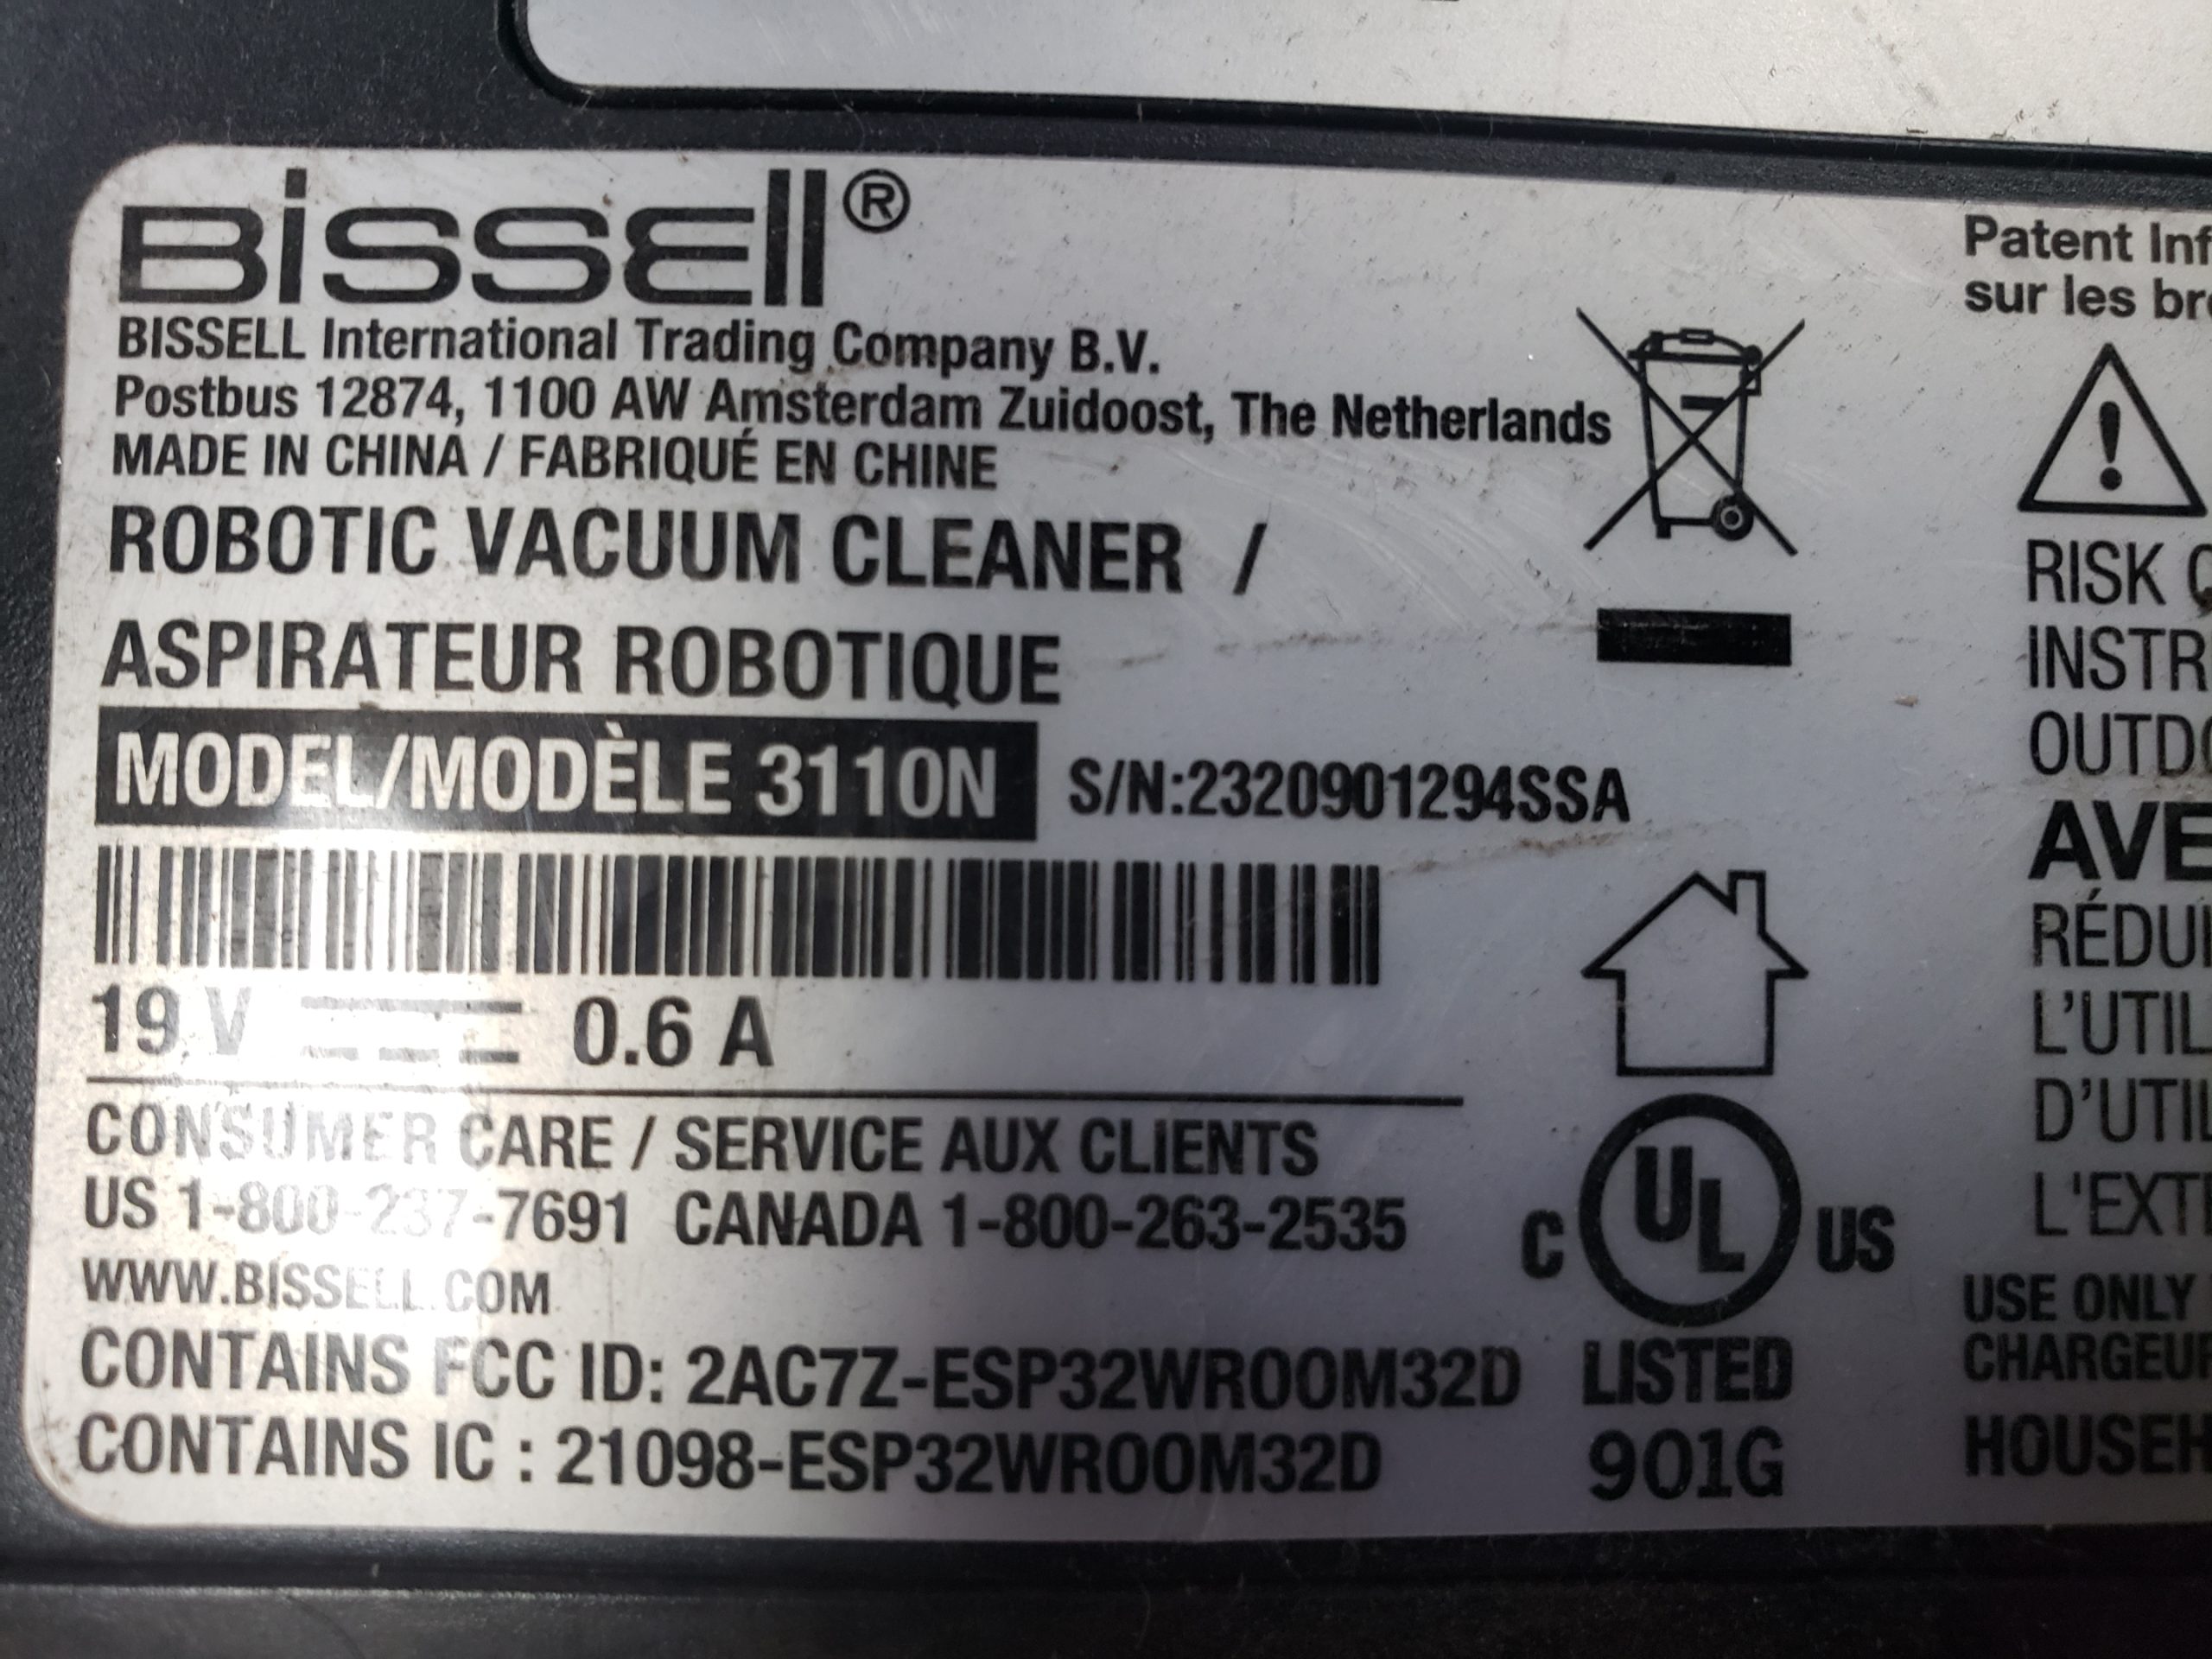 BISSELL®
BISSELL International Trading Company B.V.
Postbus 12874, 1100 AW Amsterdam Zuidoost, The Netherlands
MADE IN CHINA / FABRIQUÉ EN CHINE
ROBOTIC VACUUM CLEANER /
ASPIRATEUR ROBOTIQUE
MODEL/MODÈLE 3110N
S/N:2320901294SSA
19 V 0.6 A
CONSUMER CARE / SERVICE AUX CLIENTS
US 1-800-237-7691 CANADA 1-800-263-2535
WWW.BISSELL.COM
CONTAINS FCC ID: 2AC7Z-ESP32WROOM32D
CONTAINS IC : 21098-ESP32WROOM32D
C UL US
LISTED
901G
Patent Inf
sur les br
RISK
INSTR
OUTD
AVE
RÉDUI
L'UTIL
D'UTIL
L'EXTI
USE ONLY
CHARGEUR
HOUSEH